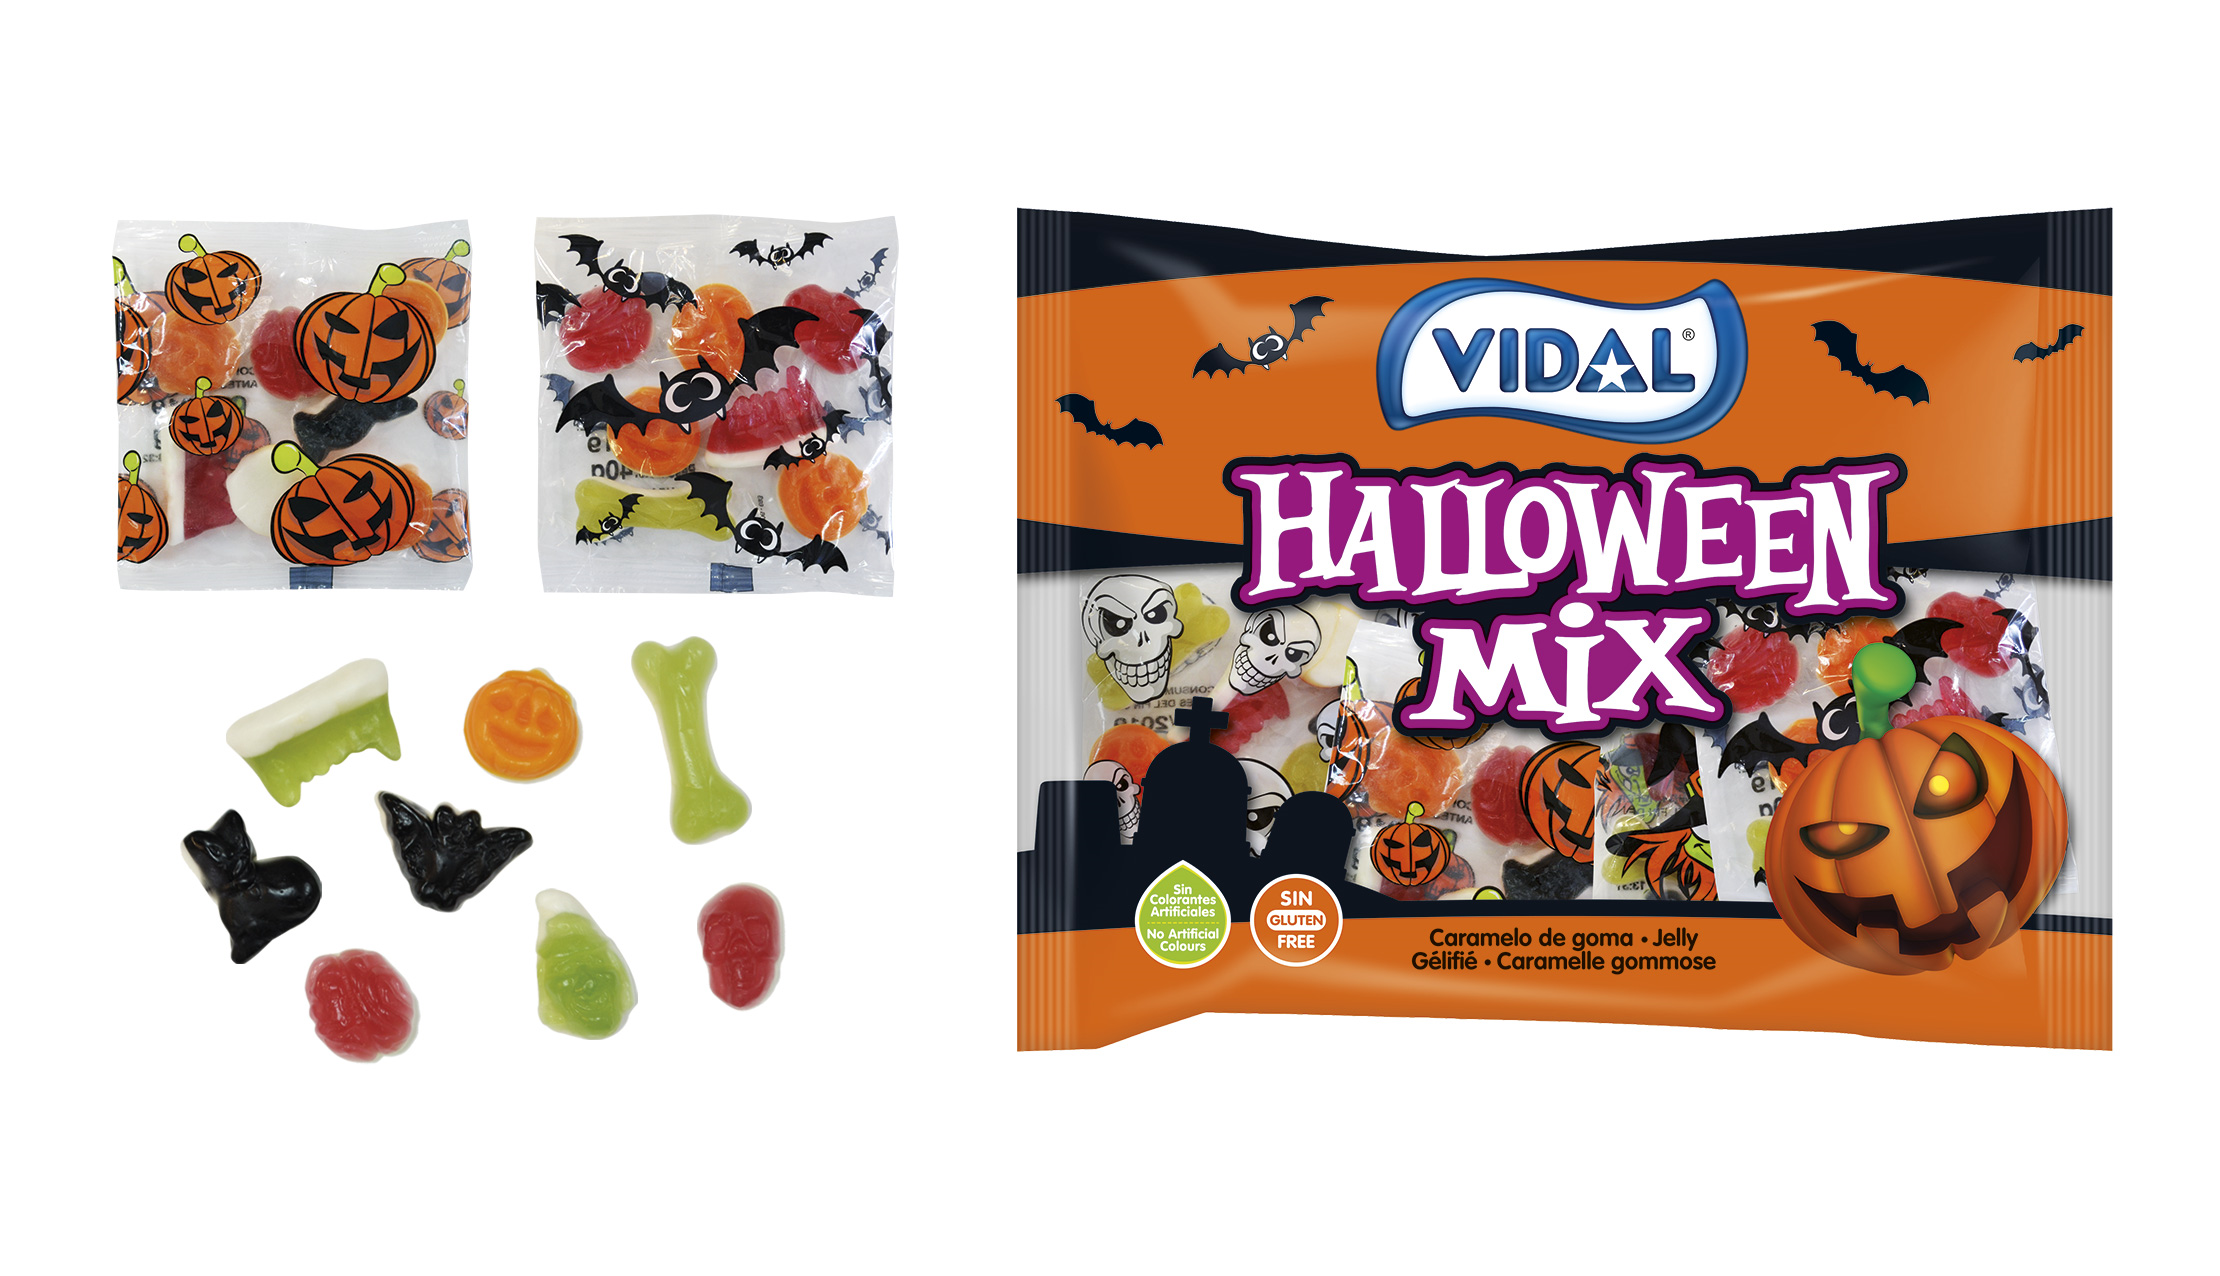 VIDAL®
HALLOWEEN
MiX
Sin
Colorantes
Artificiales
No Artificial
Colours
SIN
GLUTEN
FREE
Caramelo de goma • Jelly
Gélifié • Caramelle gommose
40g